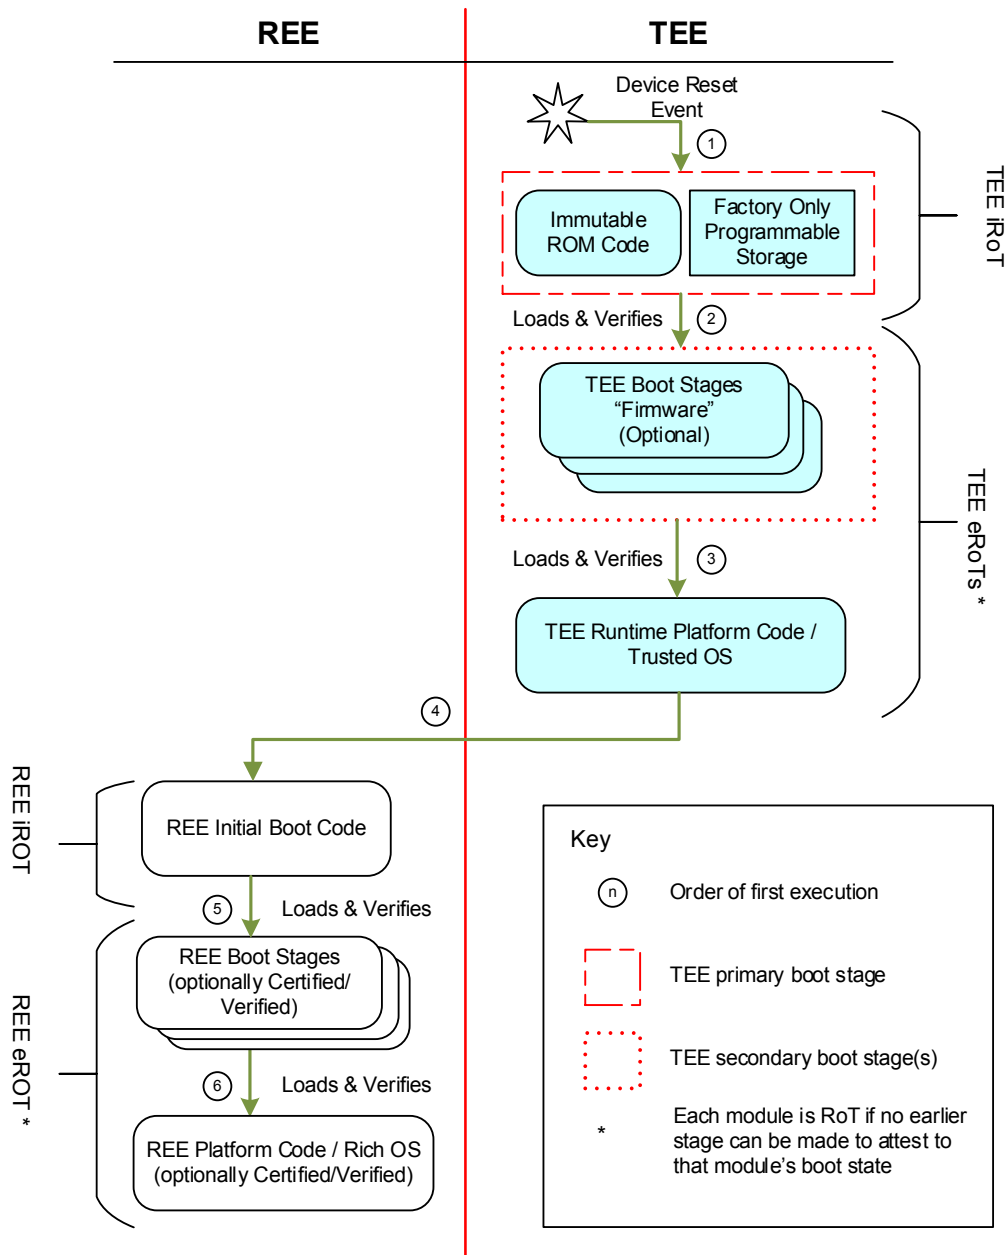 REE
TEE
Device Reset
Event
1
Immutable
ROM Code
Factory Only
Programmable
Storage
TEE iRoT
Loads & Verifies
2
TEE Boot Stages
“Firmware”
(Optional)
Loads & Verifies
3
TEE eRoTs *
TEE Runtime Platform Code /
Trusted OS
4
REE iROT
REE Initial Boot Code
5
Loads & Verifies
REE Boot Stages
(optionally Certified/
Verified)
REE eROT *
6
Loads & Verifies
REE Platform Code / Rich OS
(optionally Certified/Verified)
Key
n
Order of first execution
TEE primary boot stage
TEE secondary boot stage(s)
*
Each module is RoT if no earlier
stage can be made to attest to
that module’s boot state